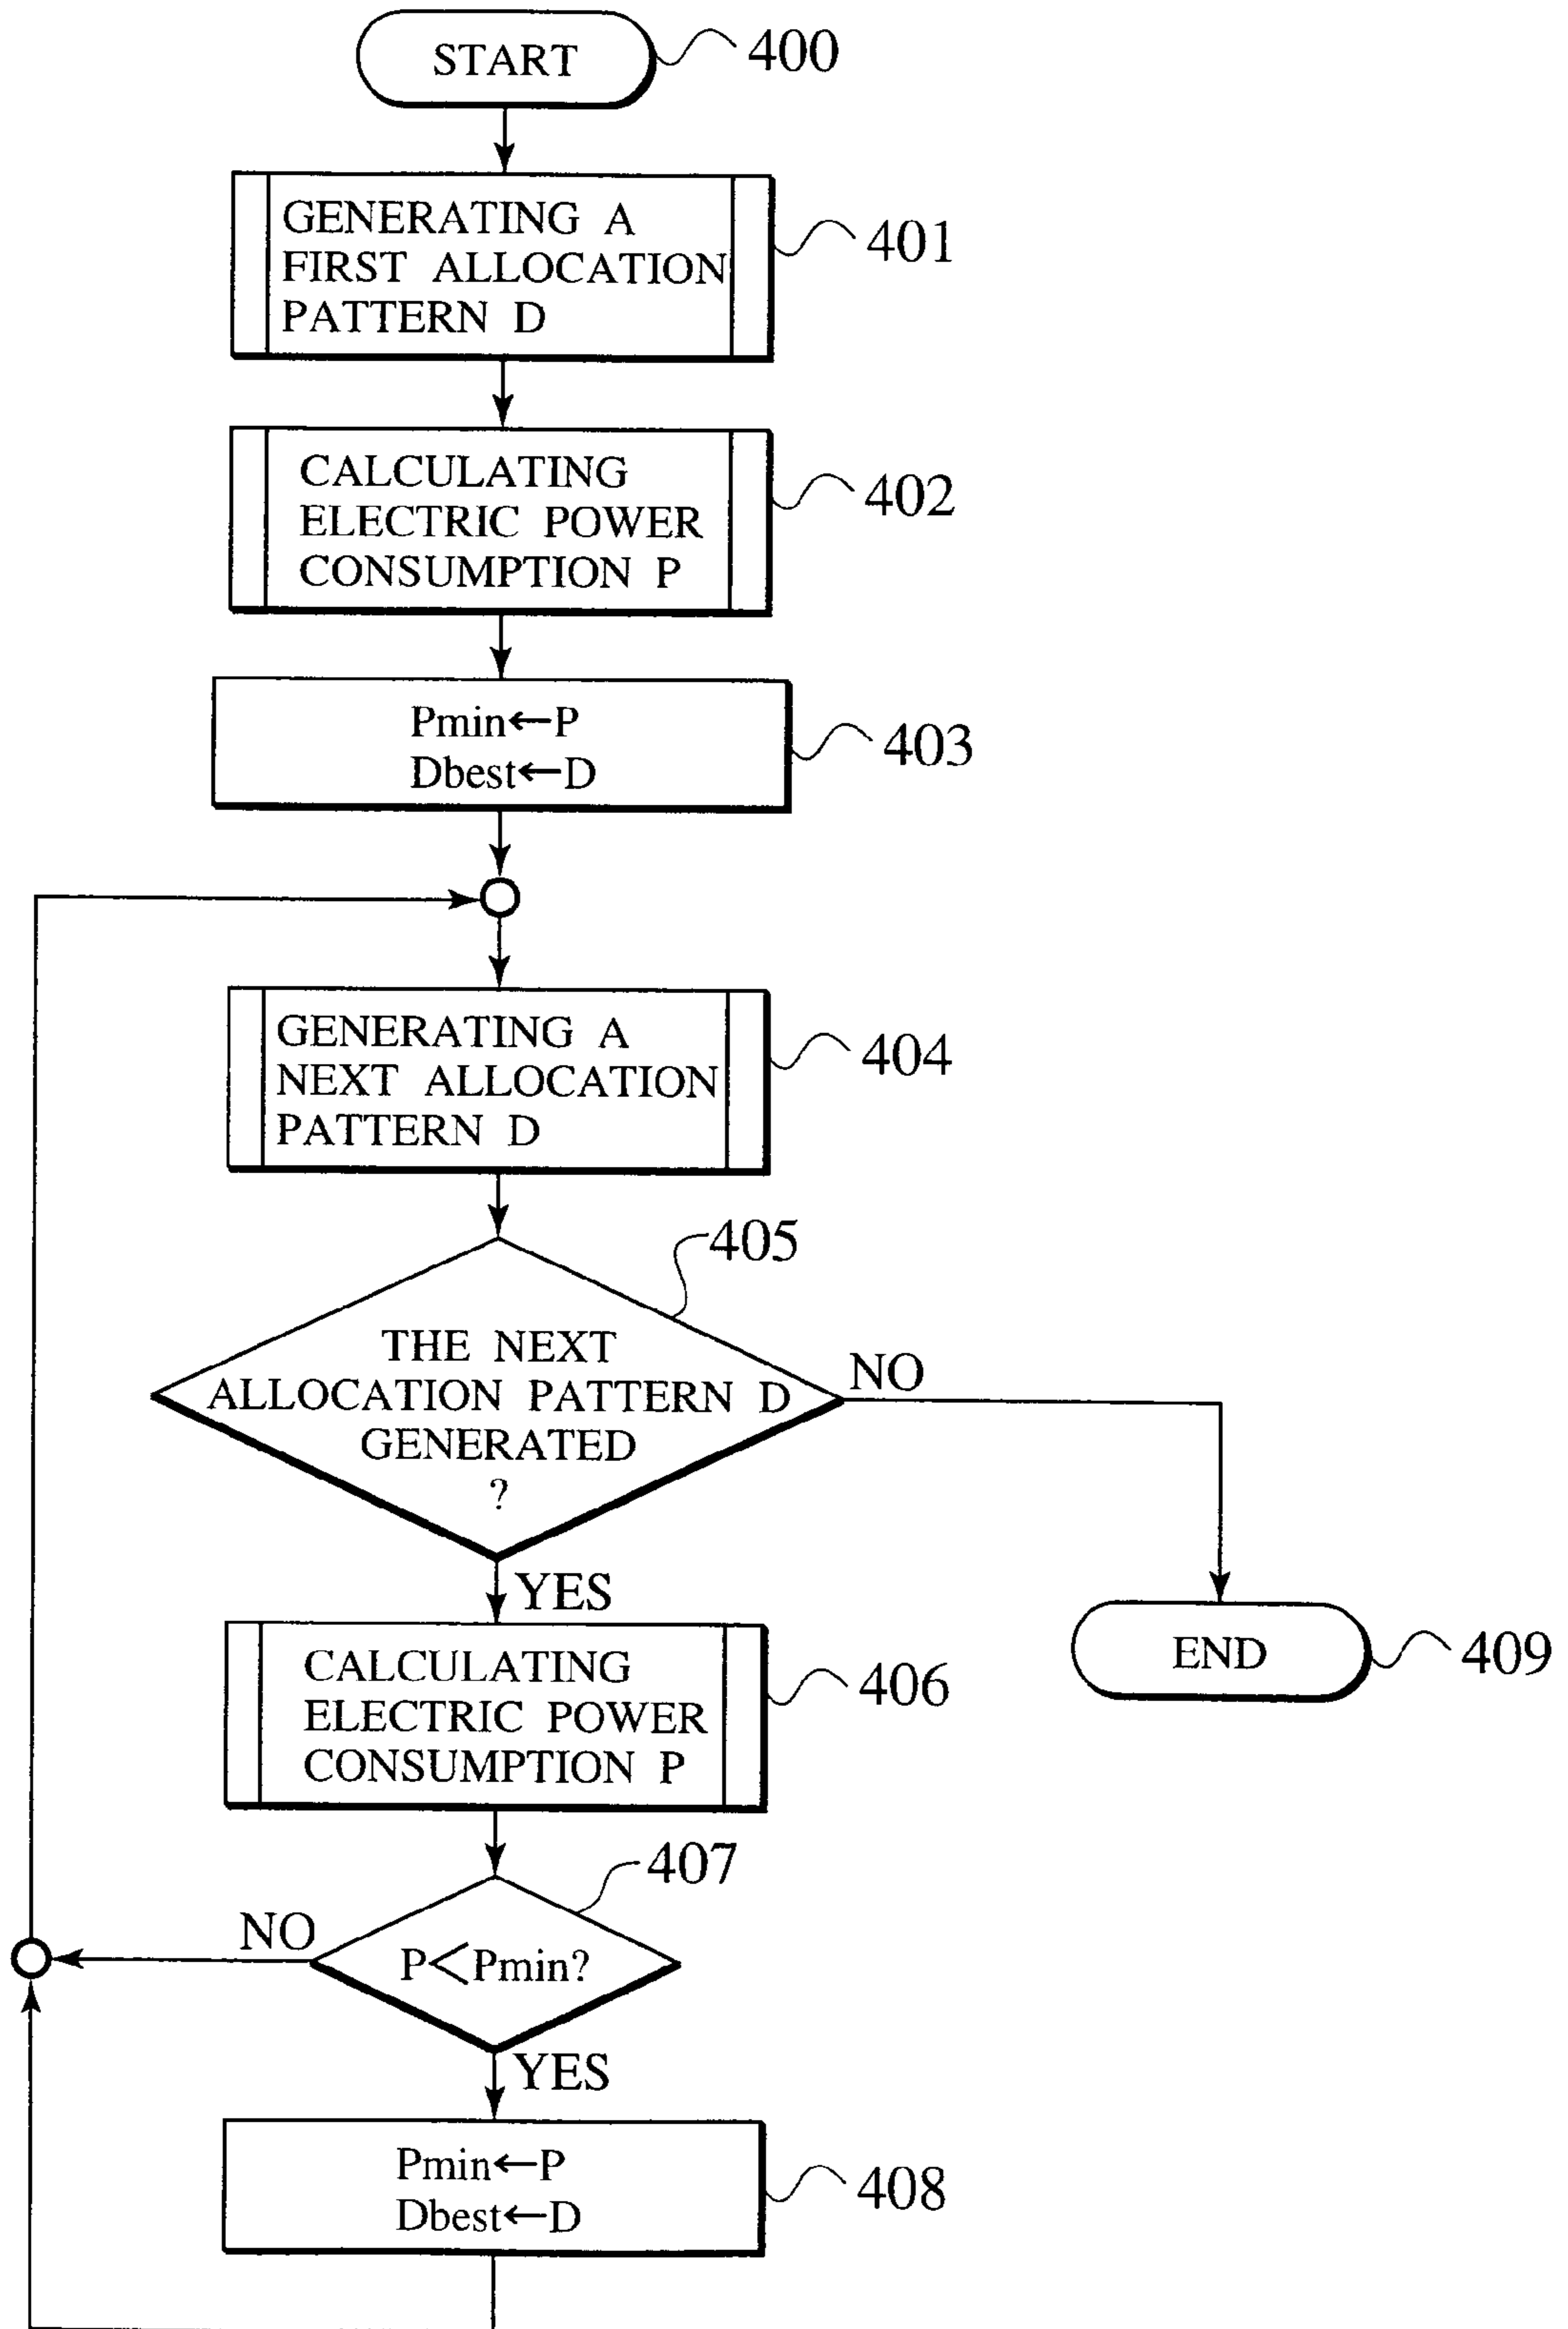 START
400
GENERATING A
FIRST ALLOCATION
PATTERN D
401
CALCULATING
ELECTRIC POWER
CONSUMPTION P
402
Pmin←P
Dbest←D
403
GENERATING A
NEXT ALLOCATION
PATTERN D
404
405
THE NEXT
ALLOCATION PATTERN D
GENERATED
?
NO
YES
CALCULATING
ELECTRIC POWER
CONSUMPTION P
406
END
409
407
P<Pmin?
NO
YES
Pmin←P
Dbest←D
408